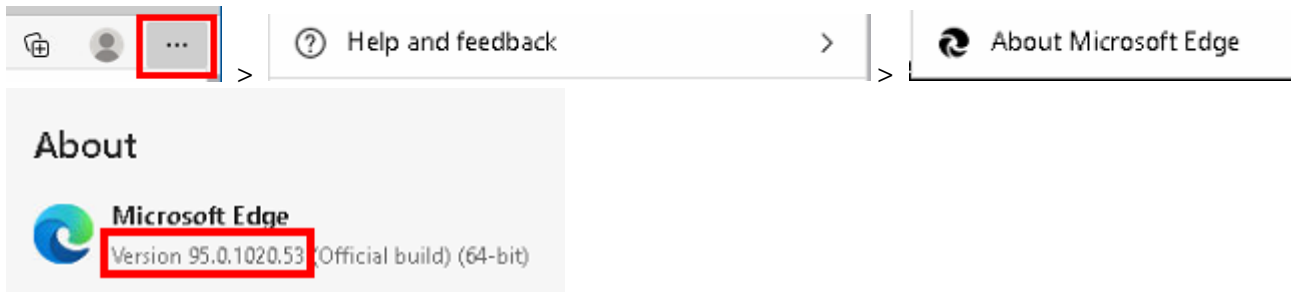 ... > Help and feedback > > About Microsoft Edge
About
Microsoft Edge
Version 95.0.1020.53 (Official build) (64-bit)